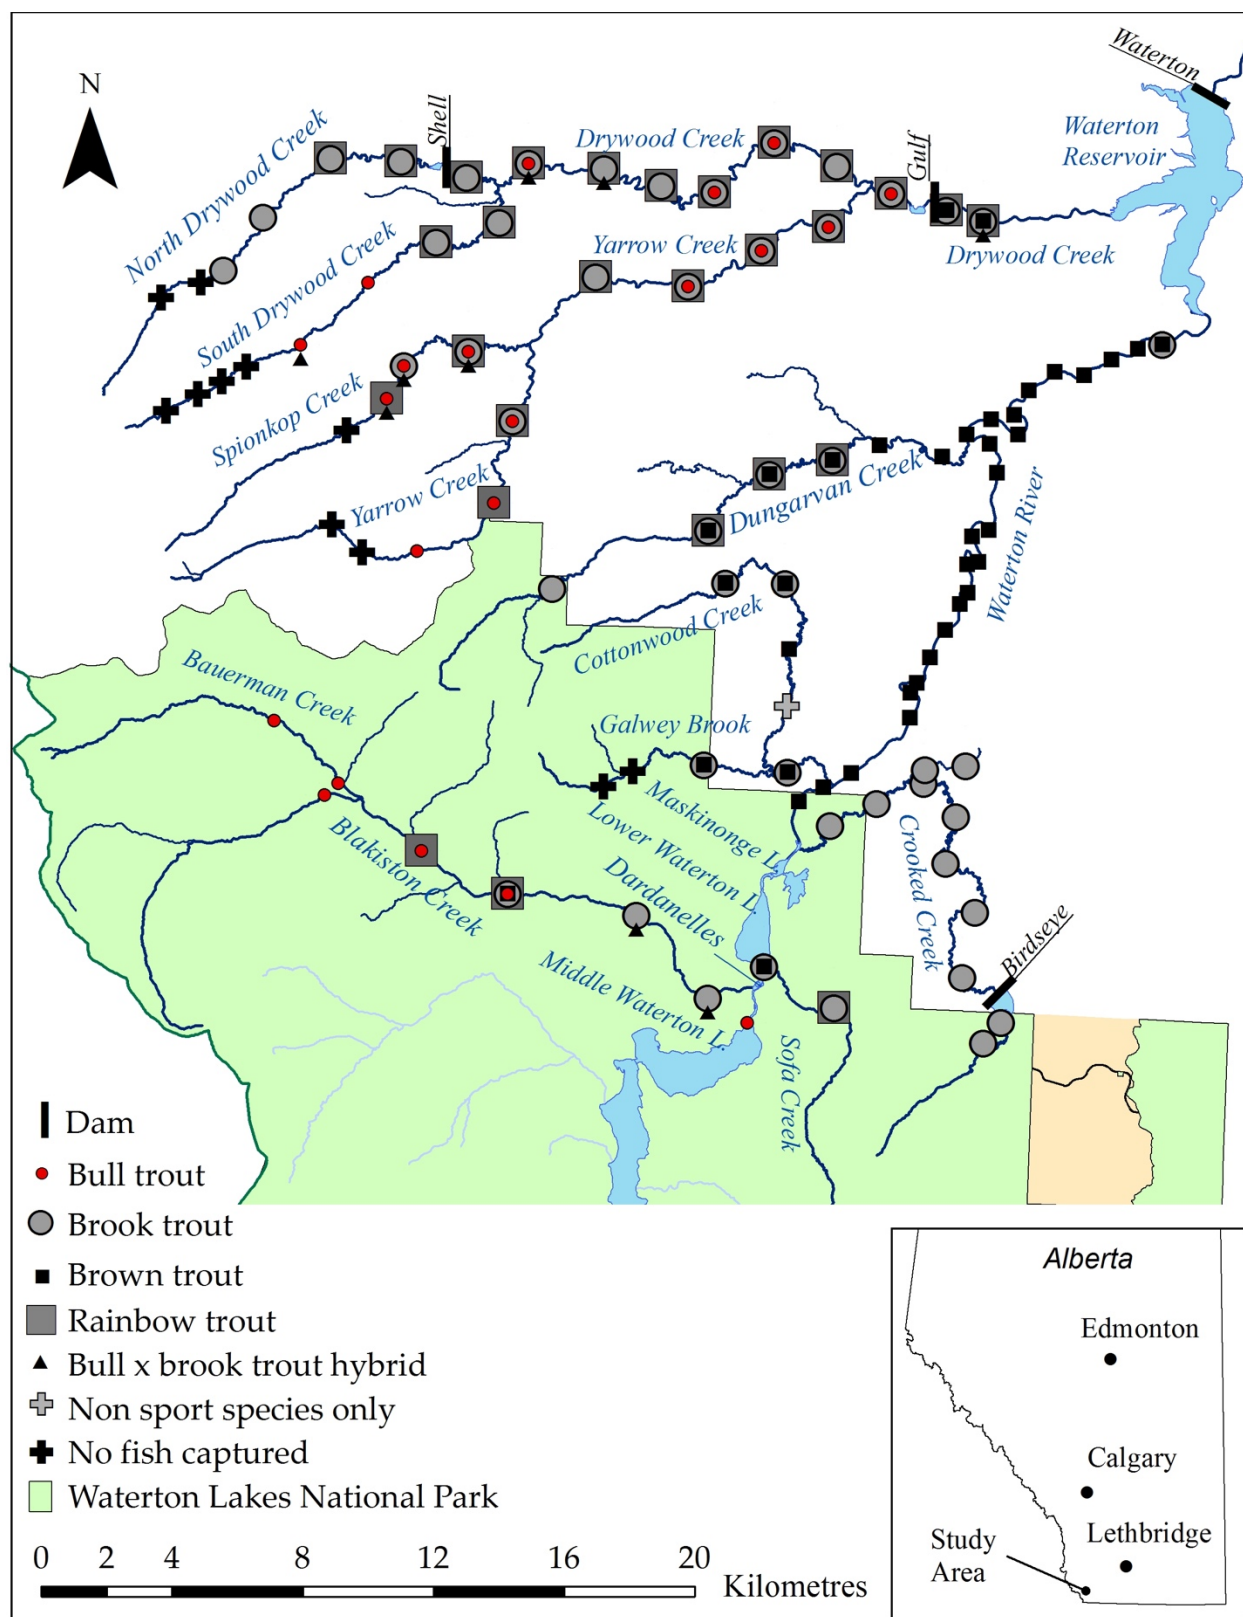 N
Waterton
Waterton
Reservoir
Shell
Drywood Creek
Gulf
North Drywood Creek
Yarrow Creek
Drywood Creek
South Drywood Creek
Spionkop Creek
Yarrow Creek
Dungarvan Creek
Waterton River
Cottonwood Creek
Bauerman Creek
Galwey Brook
Maskinonge L.
Lower Waterton L.
Blakiston Creek
Dardanelles
Crooked Creek
Birdseye
Middle Waterton L.
Sofa Creek
Dam
Bull trout
Brook trout
Brown trout
Rainbow trout
Bull x brook trout hybrid
Non sport species only
No fish captured
Waterton Lakes National Park
0 2 4 8 12 16 20
Kilometres
Alberta
Edmonton
Calgary
Lethbridge
Study
Area